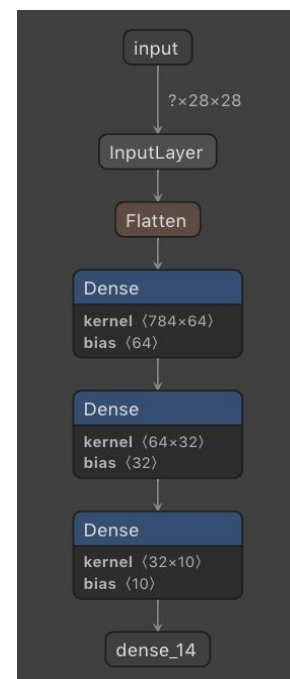 input
?×28×28
InputLayer
Flatten
Dense
kernel ⟨784×64⟩
bias ⟨64⟩
Dense
kernel ⟨64×32⟩
bias ⟨32⟩
Dense
kernel ⟨32×10⟩
bias ⟨10⟩
dense_14